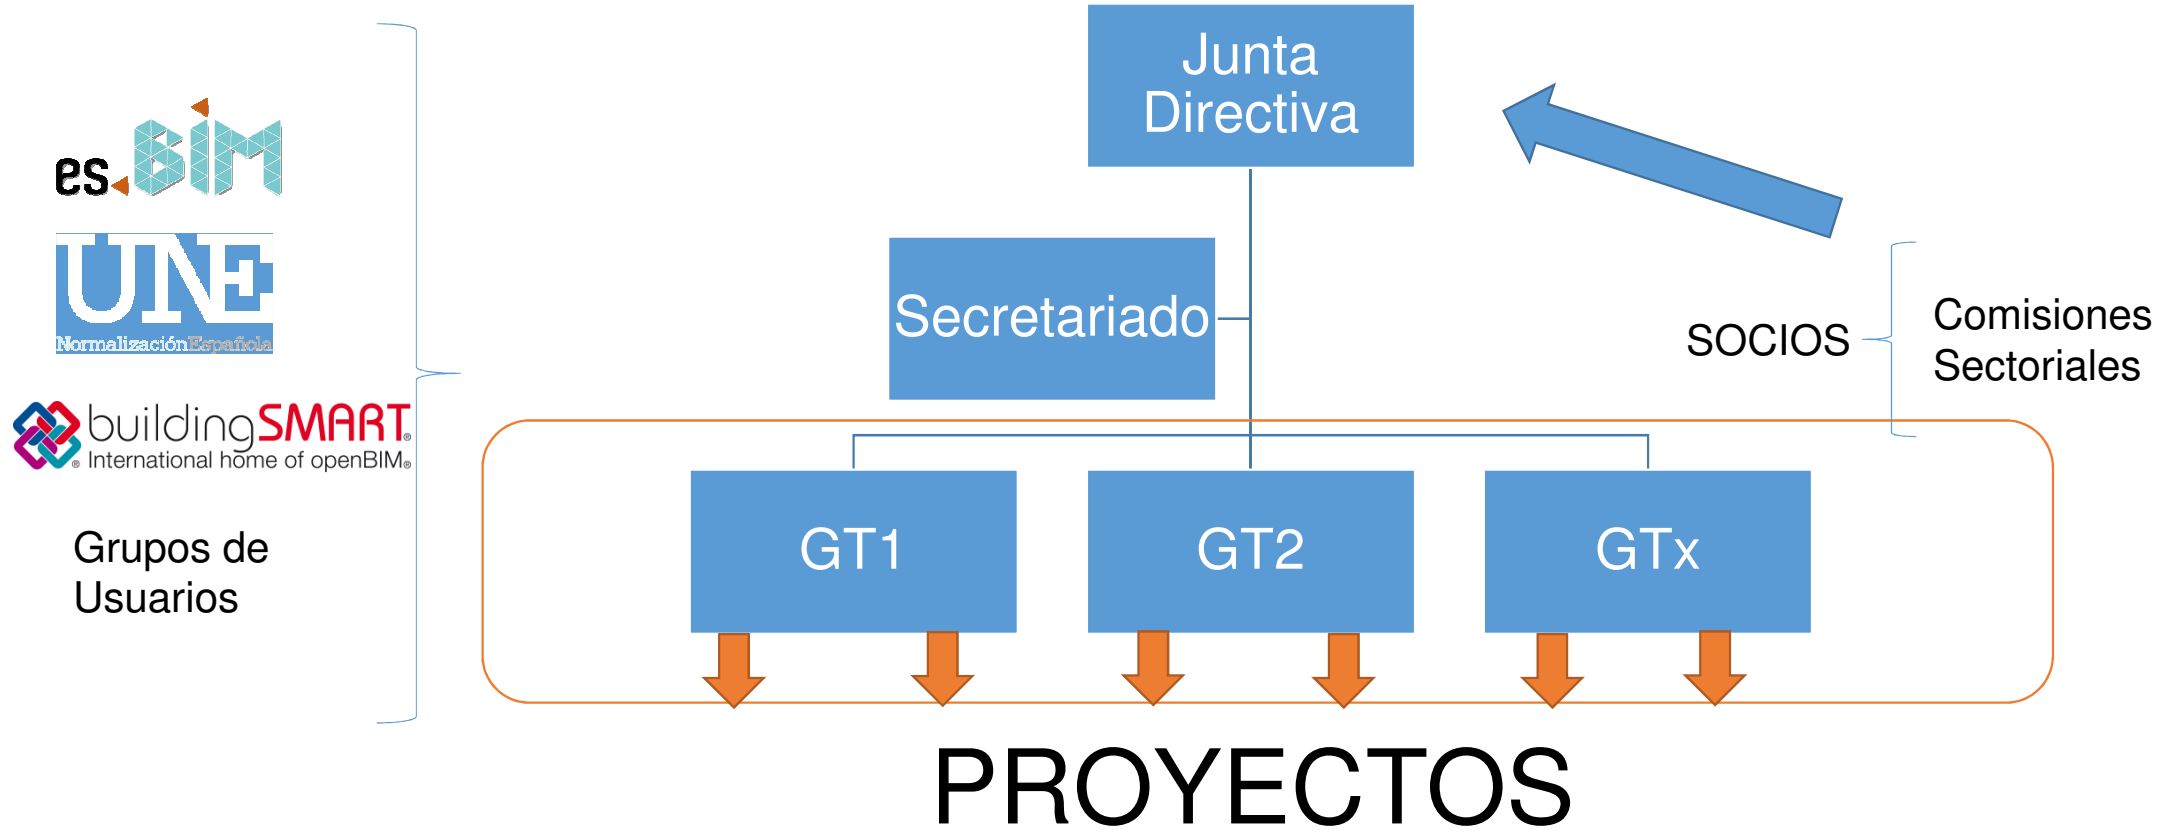 Junta
Directiva
es.BIM
UNE
Normalización Española
buildingSMART®
International home of openBIM®
Grupos de
Usuarios
Secretariado
SOCIOS
Comisiones
Sectoriales
GT1
GT2
GTx
PROYECTOS